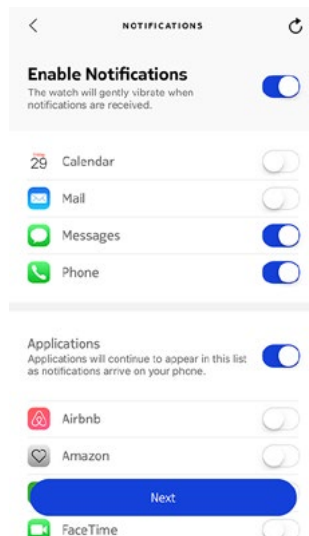 NOTIFICATIONS
Enable Notifications
The watch will gently vibrate when
notifications are received.
29 Calendar
Mail
Messages
Phone
Applications
Applications will continue to appear in this list
as notifications arrive on your phone.
Airbnb
Amazon
Next
FaceTime